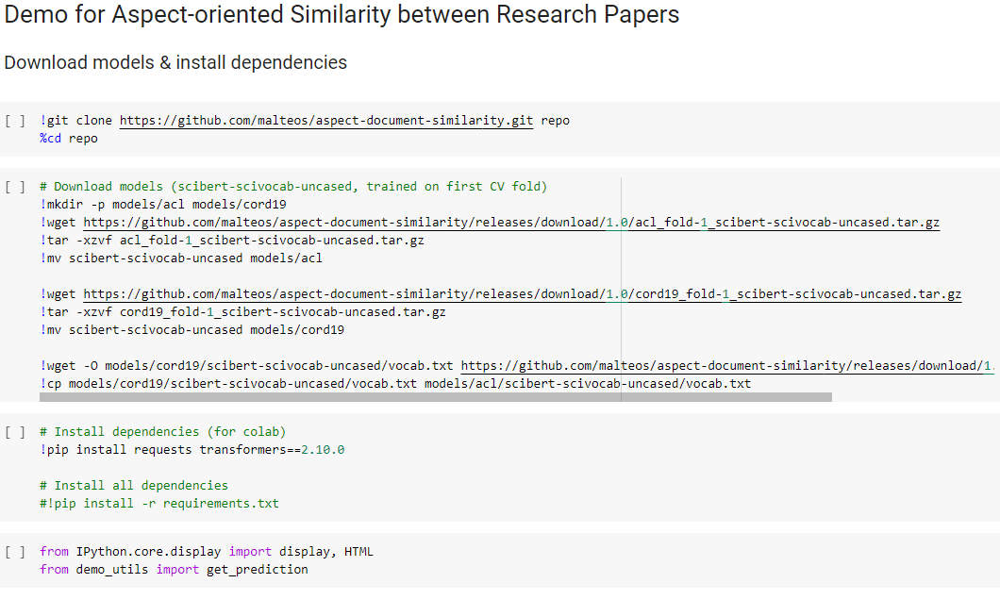 Demo for Aspect-oriented Similarity between Research Papers
Download models & install dependencies
[ ] !git clone https://github.com/malteos/aspect-document-similarity.git repo
%cd repo
[ ] # Download models (scibert-scivocab-uncased, trained on first CV fold)
!mkdir -p models/acl models/cord19
!wget https://github.com/malteos/aspect-document-similarity/releases/download/1.0/acl_fold-1_scibert-scivocab-uncased.tar.gz
!tar -xzvf acl_fold-1_scibert-scivocab-uncased.tar.gz
!mv scibert-scivocab-uncased models/acl
!wget https://github.com/malteos/aspect-document-similarity/releases/download/1.0/cord19_fold-1_scibert-scivocab-uncased.tar.gz
!tar -xzvf cord19_fold-1_scibert-scivocab-uncased.tar.gz
!mv scibert-scivocab-uncased models/cord19
!wget -O models/cord19/scibert-scivocab-uncased/vocab.txt https://github.com/malteos/aspect-document-similarity/releases/download/1.
!cp models/cord19/scibert-scivocab-uncased/vocab.txt models/acl/scibert-scivocab-uncased/vocab.txt
[ ] # Install dependencies (for colab)
!pip install requests transformers==2.10.0
# Install all dependencies
#!pip install -r requirements.txt
[ ] from IPython.core.display import display, HTML
from demo_utils import get_prediction